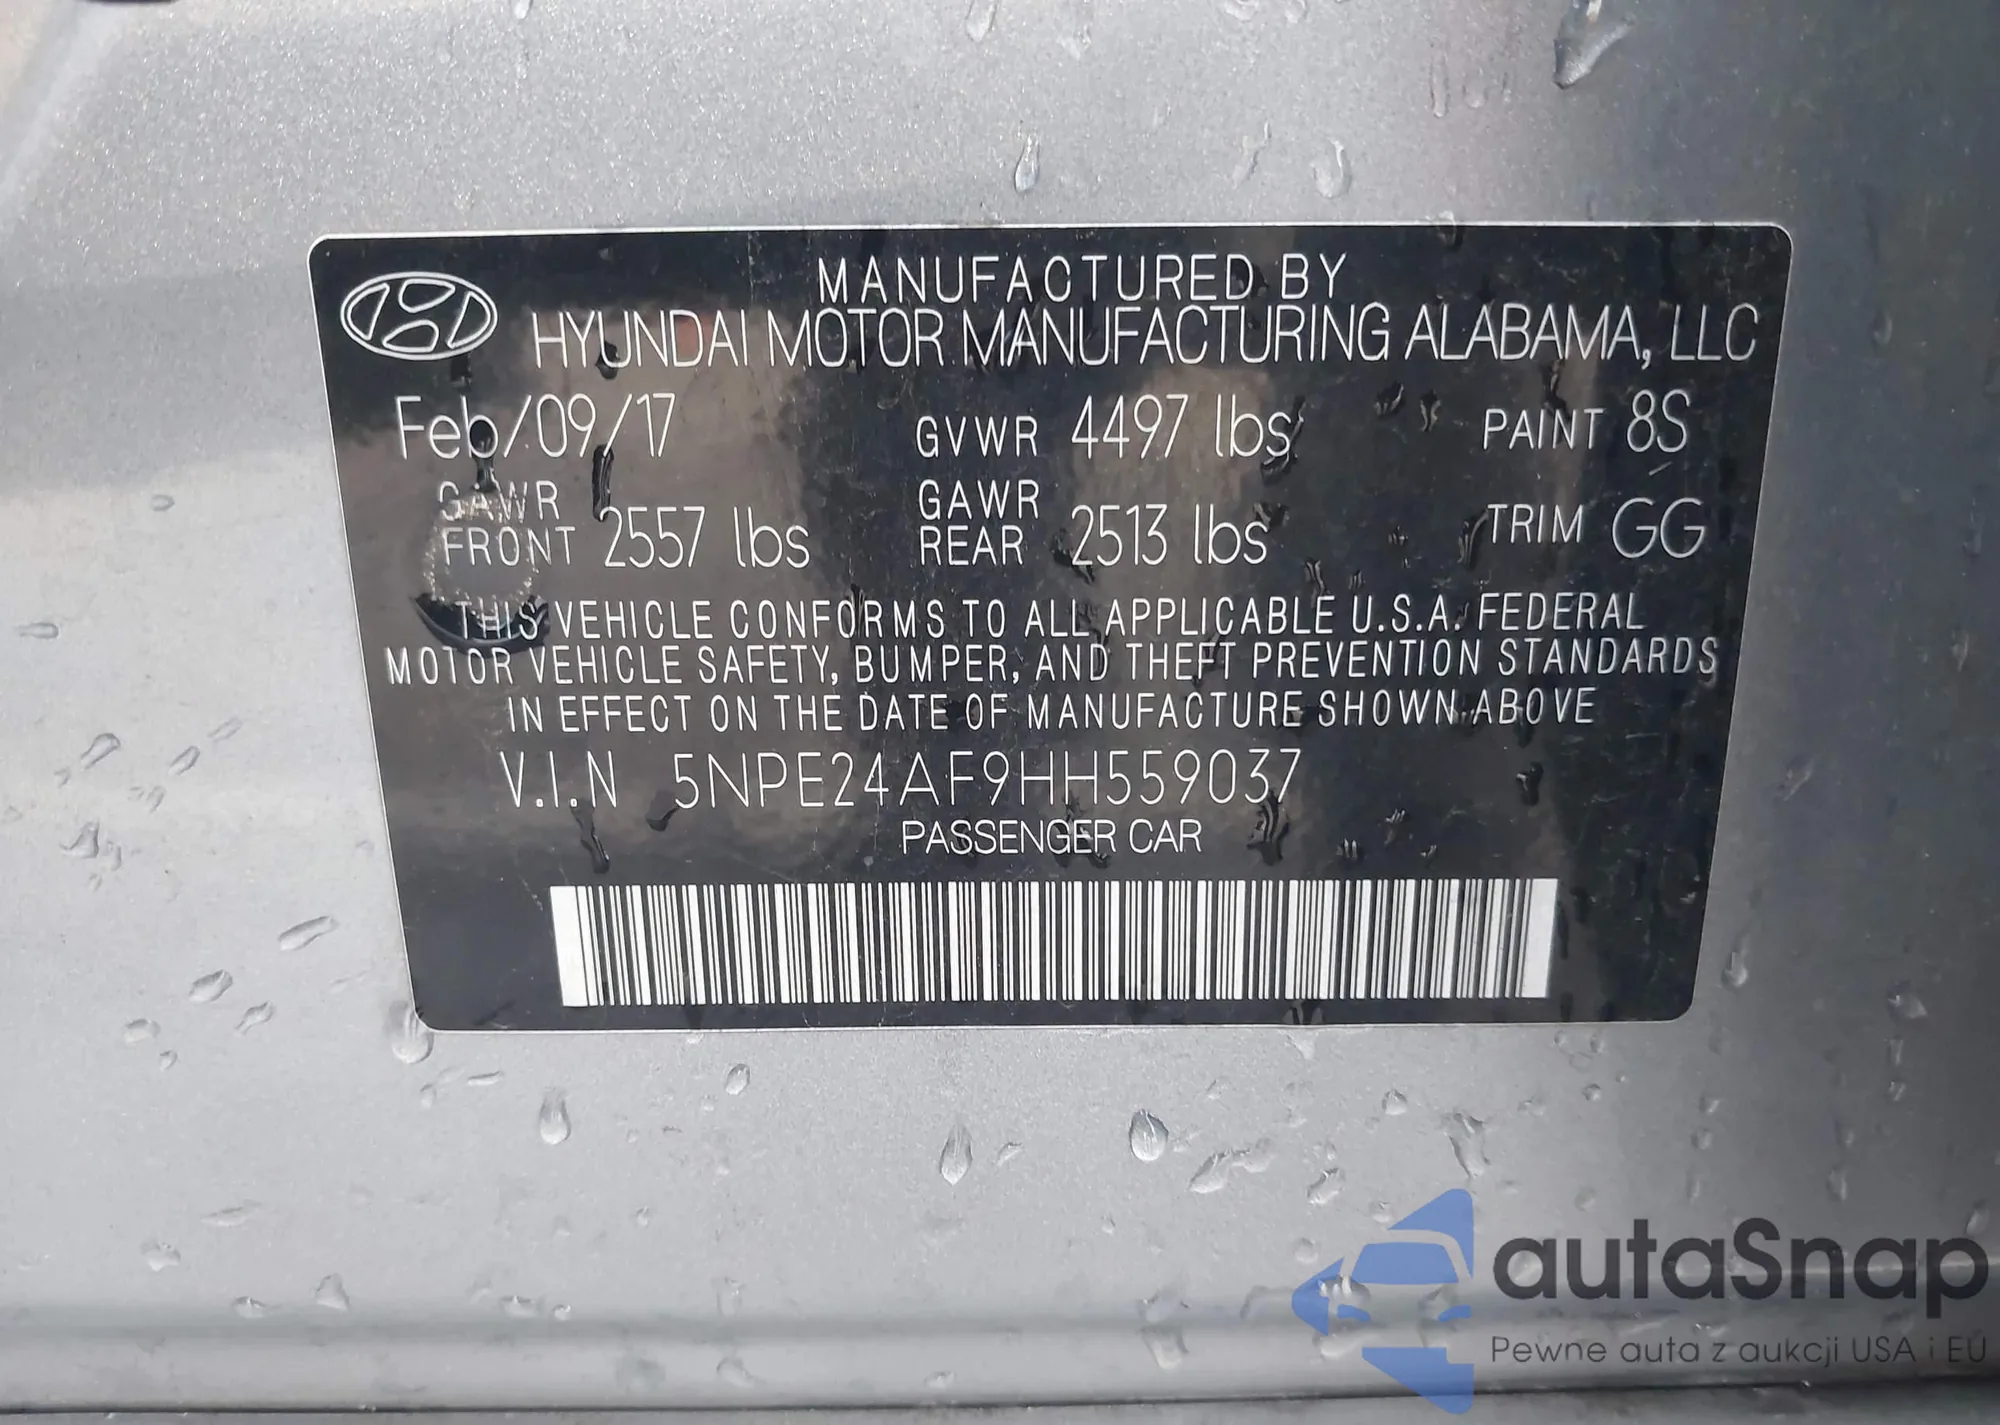 MANUFACTURED BY
HYUNDAI MOTOR MANUFACTURING ALABAMA, LLC
Feb/09/17 GVWR 4497 lbs PAINT 8S
GAWR FRONT 2557 lbs GAWR REAR 2513 lbs TRIM GG
THIS VEHICLE CONFORMS TO ALL APPLICABLE U.S.A. FEDERAL
MOTOR VEHICLE SAFETY, BUMPER, AND THEFT PREVENTION STANDARDS
IN EFFECT ON THE DATE OF MANUFACTURE SHOWN ABOVE
V.I.N 5NPE24AF9HH559037
PASSENGER CAR
autaSnap
Pewne auta z aukcji USA i EU